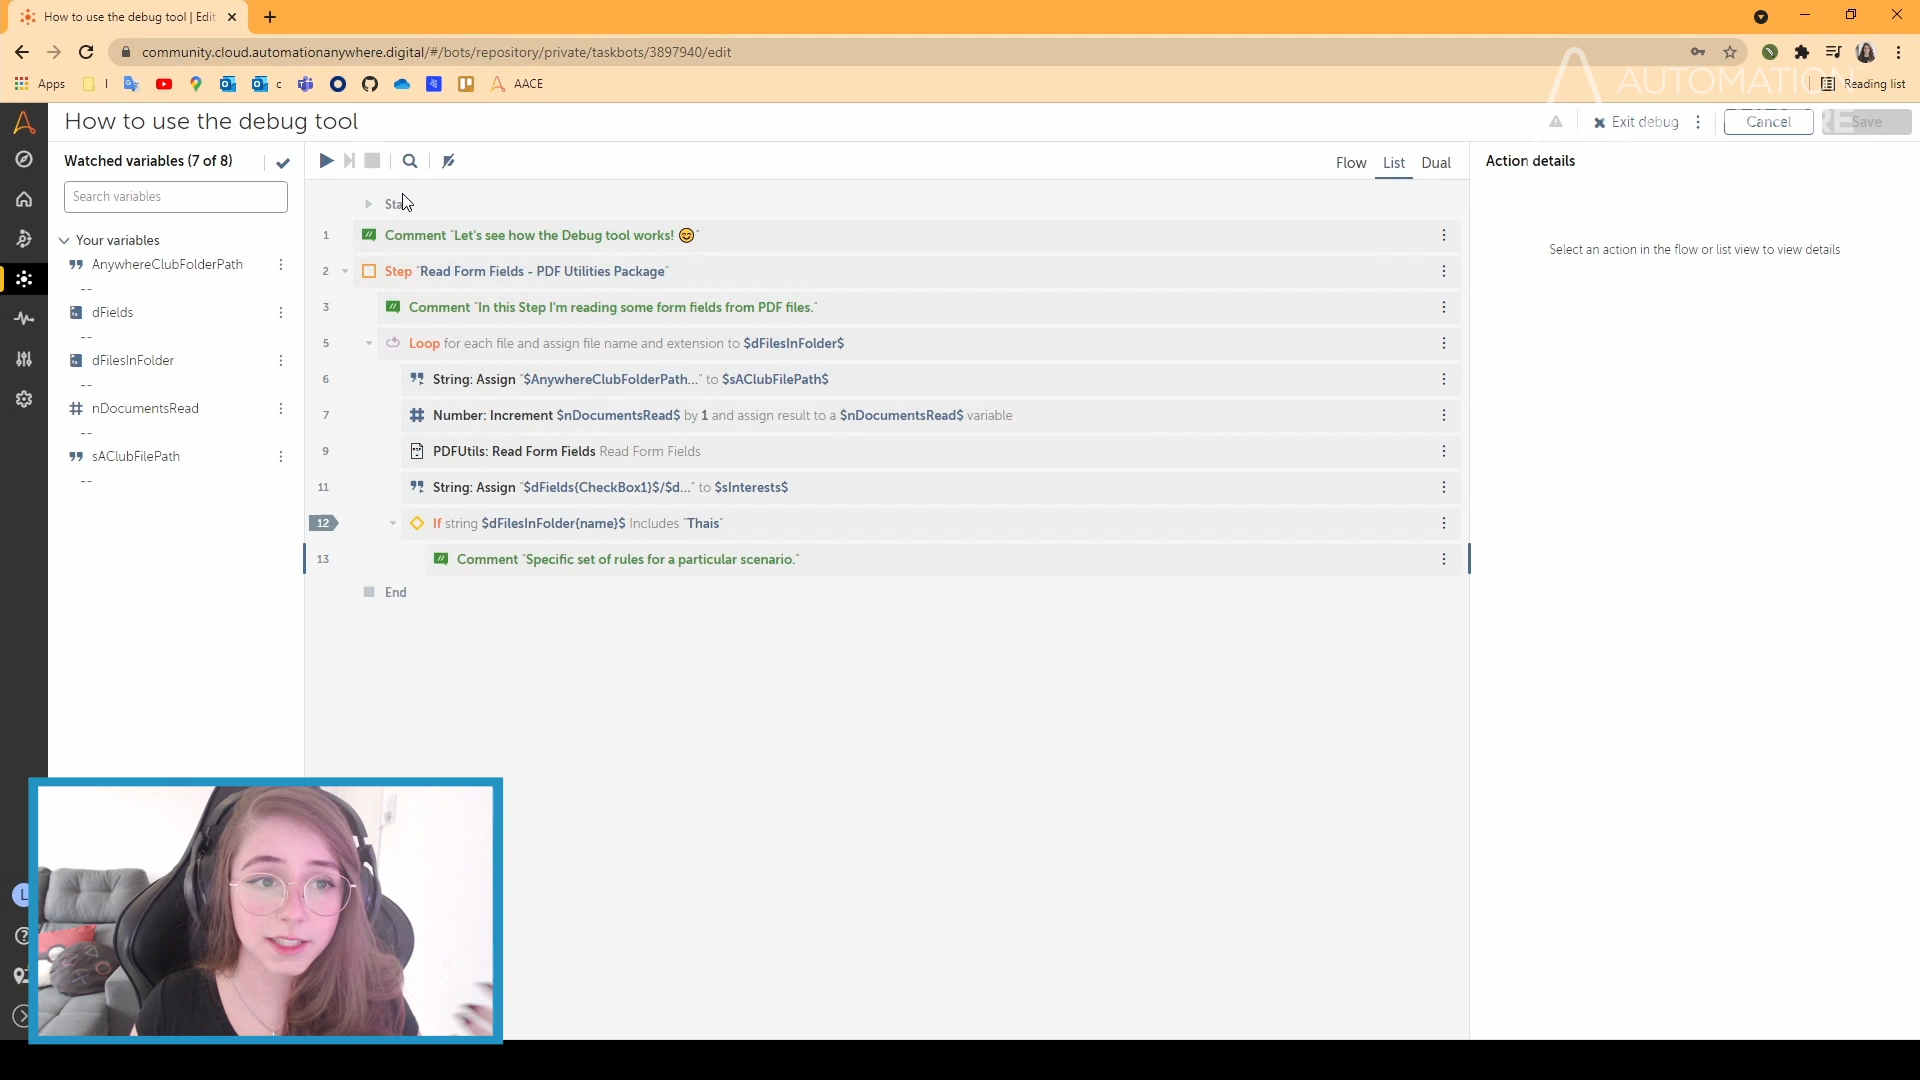 How to use the debug tool | Edit
community.cloud.automationanywhere.digital/#/bots/repository/private/taskbots/3897940/edit
Apps
I
c
AACE
Reading list
AUTOMATION
How to use the debug tool
Exit debug
Cancel
Save
Watched variables (7 of 8)
Search variables
Your variables
AnywhereClubFolderPath
--
dFields
--
dFilesInFolder
--
nDocumentsRead
--
sAClubFilePath
--
Flow
List
Dual
1 Comment "Let's see how the Debug tool works! 😊"
2 Step "Read Form Fields - PDF Utilities Package"
3 Comment "In this Step I'm reading some form fields from PDF files."
5 Loop for each file and assign file name and extension to $dFilesInFolder$
6 String: Assign "$AnywhereClubFolderPath..." to $sAClubFilePath$
7 Number: Increment $nDocumentsRead$ by 1 and assign result to a $nDocumentsRead$ variable
9 PDFUtils: Read Form Fields Read Form Fields
11 String: Assign "$dFields{CheckBox1}$/$d..." to $sInterests$
12 If string $dFilesInFolder{name}$ Includes "Thais"
13 Comment "Specific set of rules for a particular scenario."
End
Action details
Select an action in the flow or list view to view details